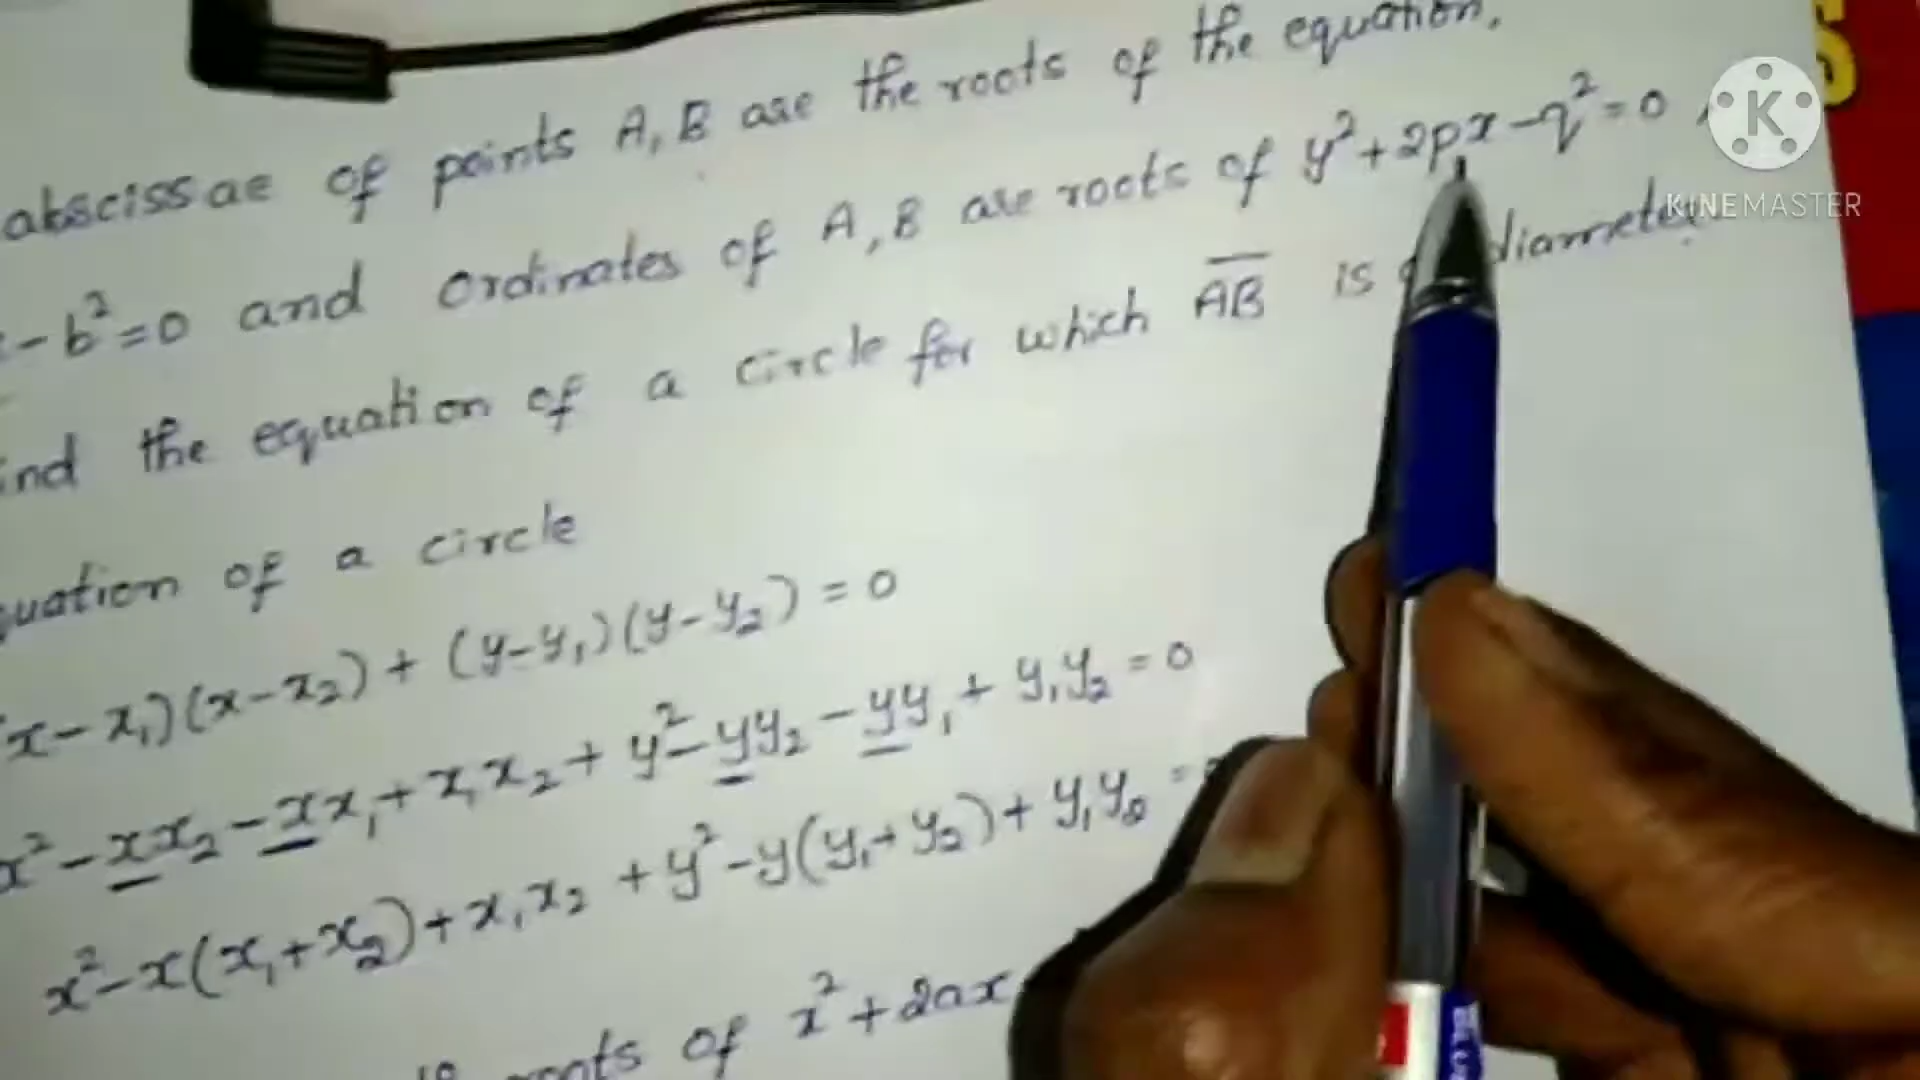 abscissae of points A, B are the roots of the equation.
- b² = 0 and ordinates of A, B are roots of y² + 2px - q² = 0
ind the equation of a circle for which AB is diameter
quation of a circle
x - x₁)(x - x₂) + (y - y₁)(y - y₂) = 0
x² - xx₂ - xx₁ + x₁x₂ + y² - yy₂ - yy₁ + y₁y₂ = 0
x² - x(x₁ + x₂) + x₁x₂ + y² - y(y₁ + y₂) + y₁y₂ =
roots of x² + 2ax
K
KINEMASTER